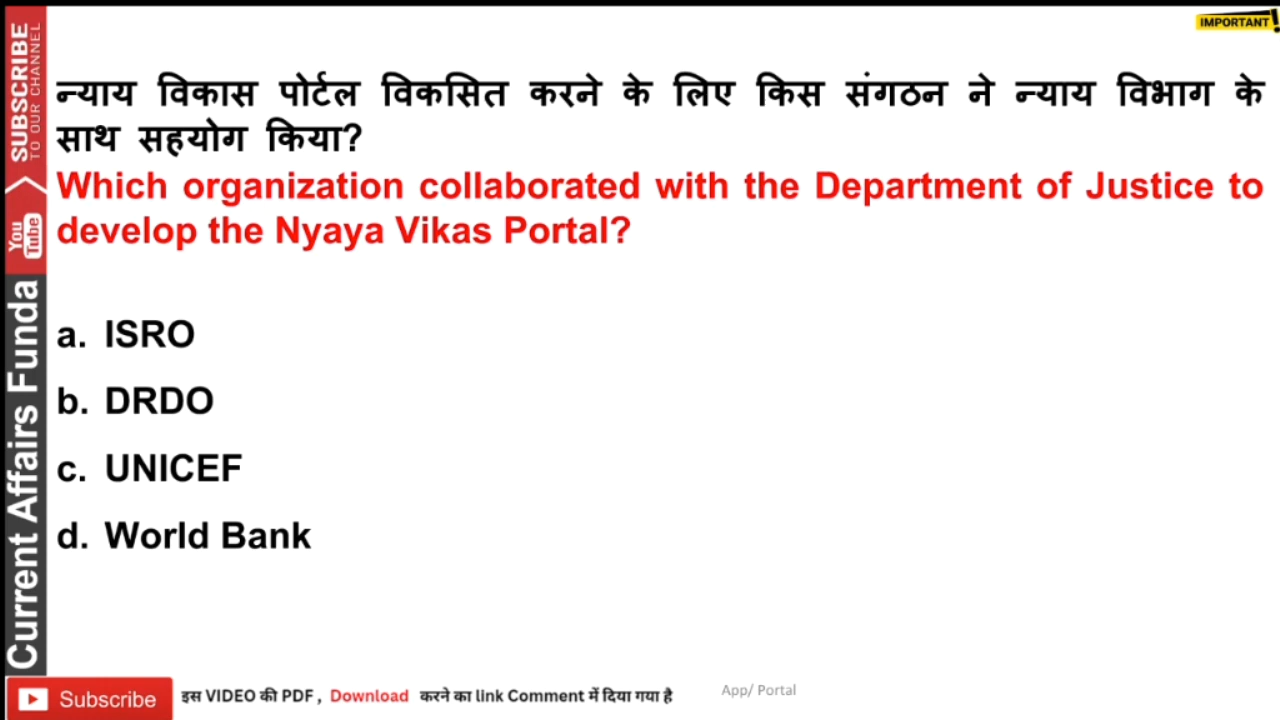 IMPORTANT!
न्याय विकास पोर्टल विकसित करने के लिए किस संगठन ने न्याय विभाग के
साथ सहयोग किया?
Which organization collaborated with the Department of Justice to
develop the Nyaya Vikas Portal?
a. ISRO
b. DRDO
c. UNICEF
d. World Bank
SUBSCRIBE
TO OUR CHANNEL
You
Tube
Current Affairs Funda
Subscribe
इस VIDEO की PDF , Download करने का link Comment में दिया गया है
App/ Portal